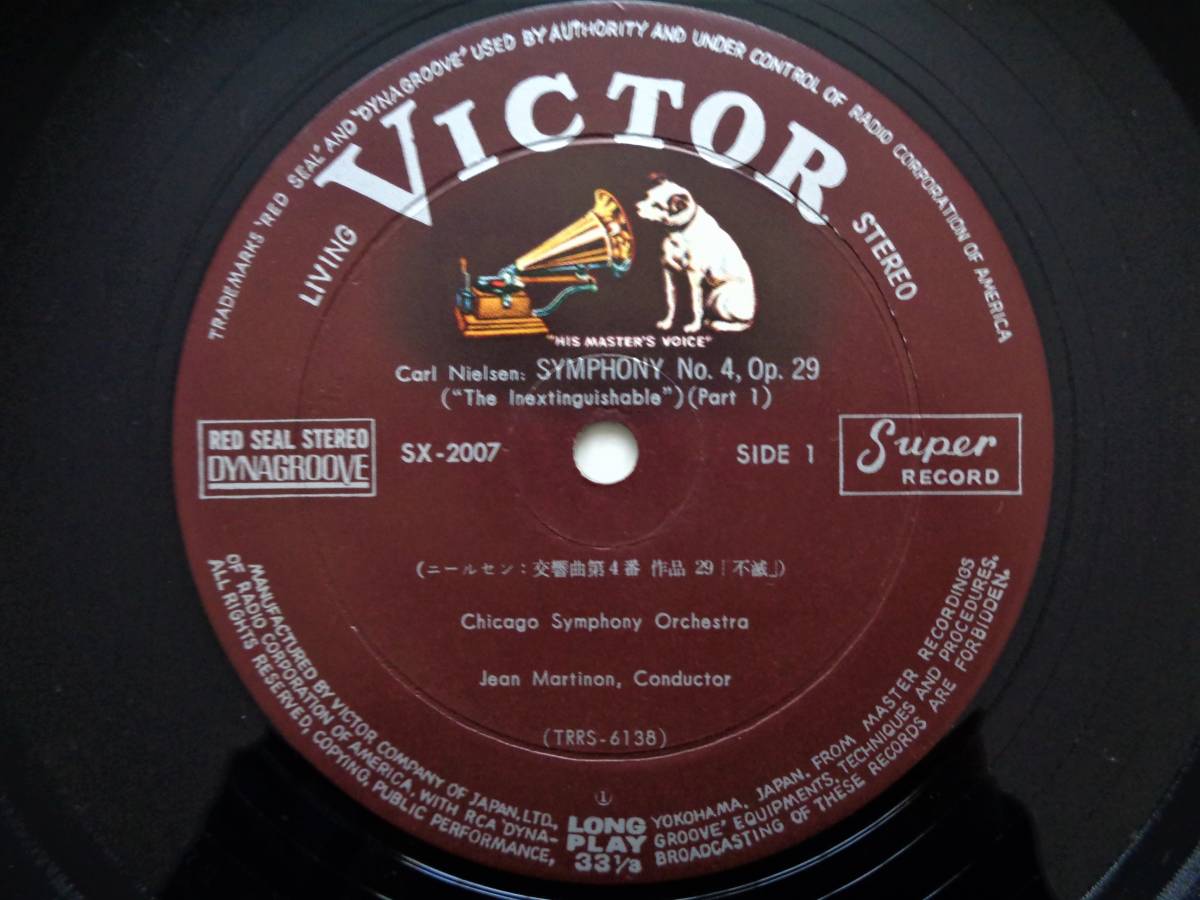 TRADEMARKS "RED SEAL" AND "DYNAGROOVE" USED BY AUTHORITY AND UNDER CONTROL OF RADIO CORPORATION OF AMERICA
LIVING VICTOR STEREO
"HIS MASTER'S VOICE"
Carl Nielsen: SYMPHONY No. 4, Op. 29
("The Inextinguishable") (Part 1)
RED SEAL STEREO
DYNAGROOVE
SX-2007
SIDE 1
Super
RECORD
(ニールセン：交響曲第4番 作品 29「不滅」)
Chicago Symphony Orchestra
Jean Martinon, Conductor
(TRRS-6138)
①
LONG
PLAY
33⅓
MANUFACTURED BY VICTOR COMPANY OF JAPAN, LTD., YOKOHAMA, JAPAN, FROM MASTER RECORDINGS
OF RADIO CORPORATION OF AMERICA, WITH RCA "DYNA-GROOVE" EQUIPMENTS, TECHNIQUES AND PROCEDURES.
ALL RIGHTS RESERVED, COPYING, PUBLIC PERFORMANCE, BROADCASTING OF THESE RECORDS ARE FORBIDDEN.